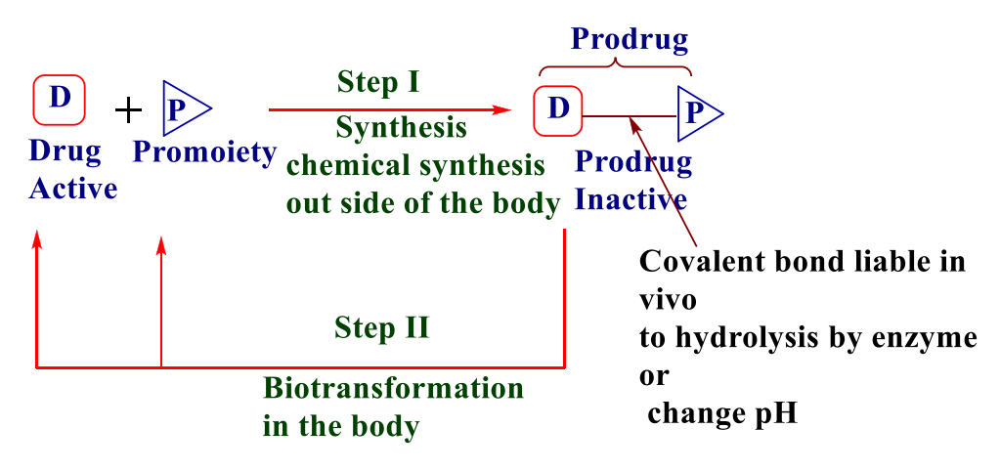 Prodrug
Step I
D
+
P
D
P
Synthesis
chemical synthesis
out side of the body
Drug
Active
Promoiety
Prodrug
Inactive
Covalent bond liable in
vivo
to hydrolysis by enzyme
or
change pH
Step II
Biotransformation
in the body